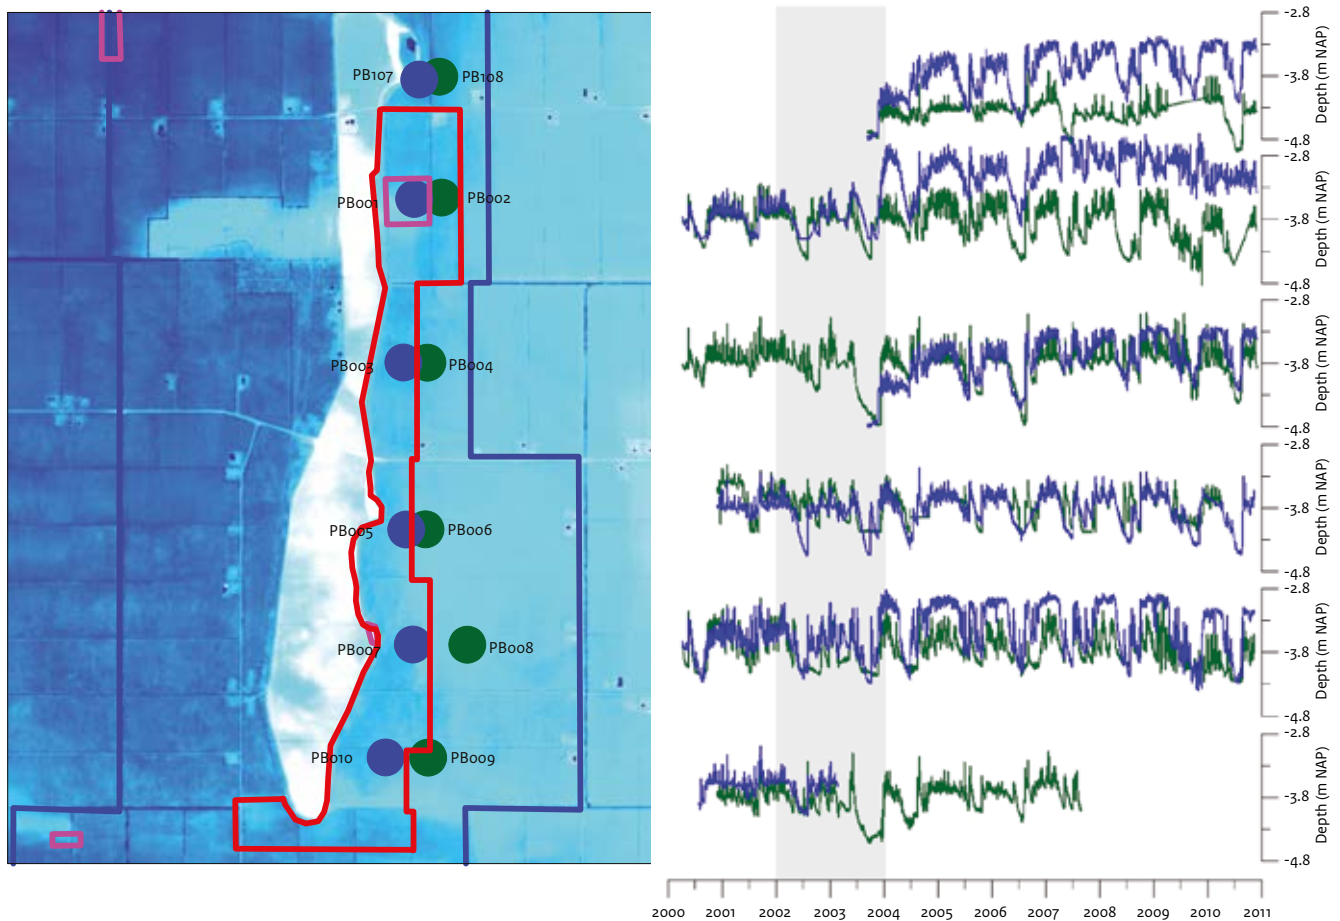 PB107
PB108
PB001
PB002
PB003
PB004
PB005
PB006
PB007
PB008
PB010
PB009
-2.8
-3.8
-4.8
Depth (m NAP)
-2.8
-3.8
-4.8
Depth (m NAP)
-2.8
-3.8
-4.8
Depth (m NAP)
-2.8
-3.8
-4.8
Depth (m NAP)
-2.8
-3.8
-4.8
Depth (m NAP)
-2.8
-3.8
-4.8
Depth (m NAP)
2000 2001 2002 2003 2004 2005 2006 2007 2008 2009 2010 2011